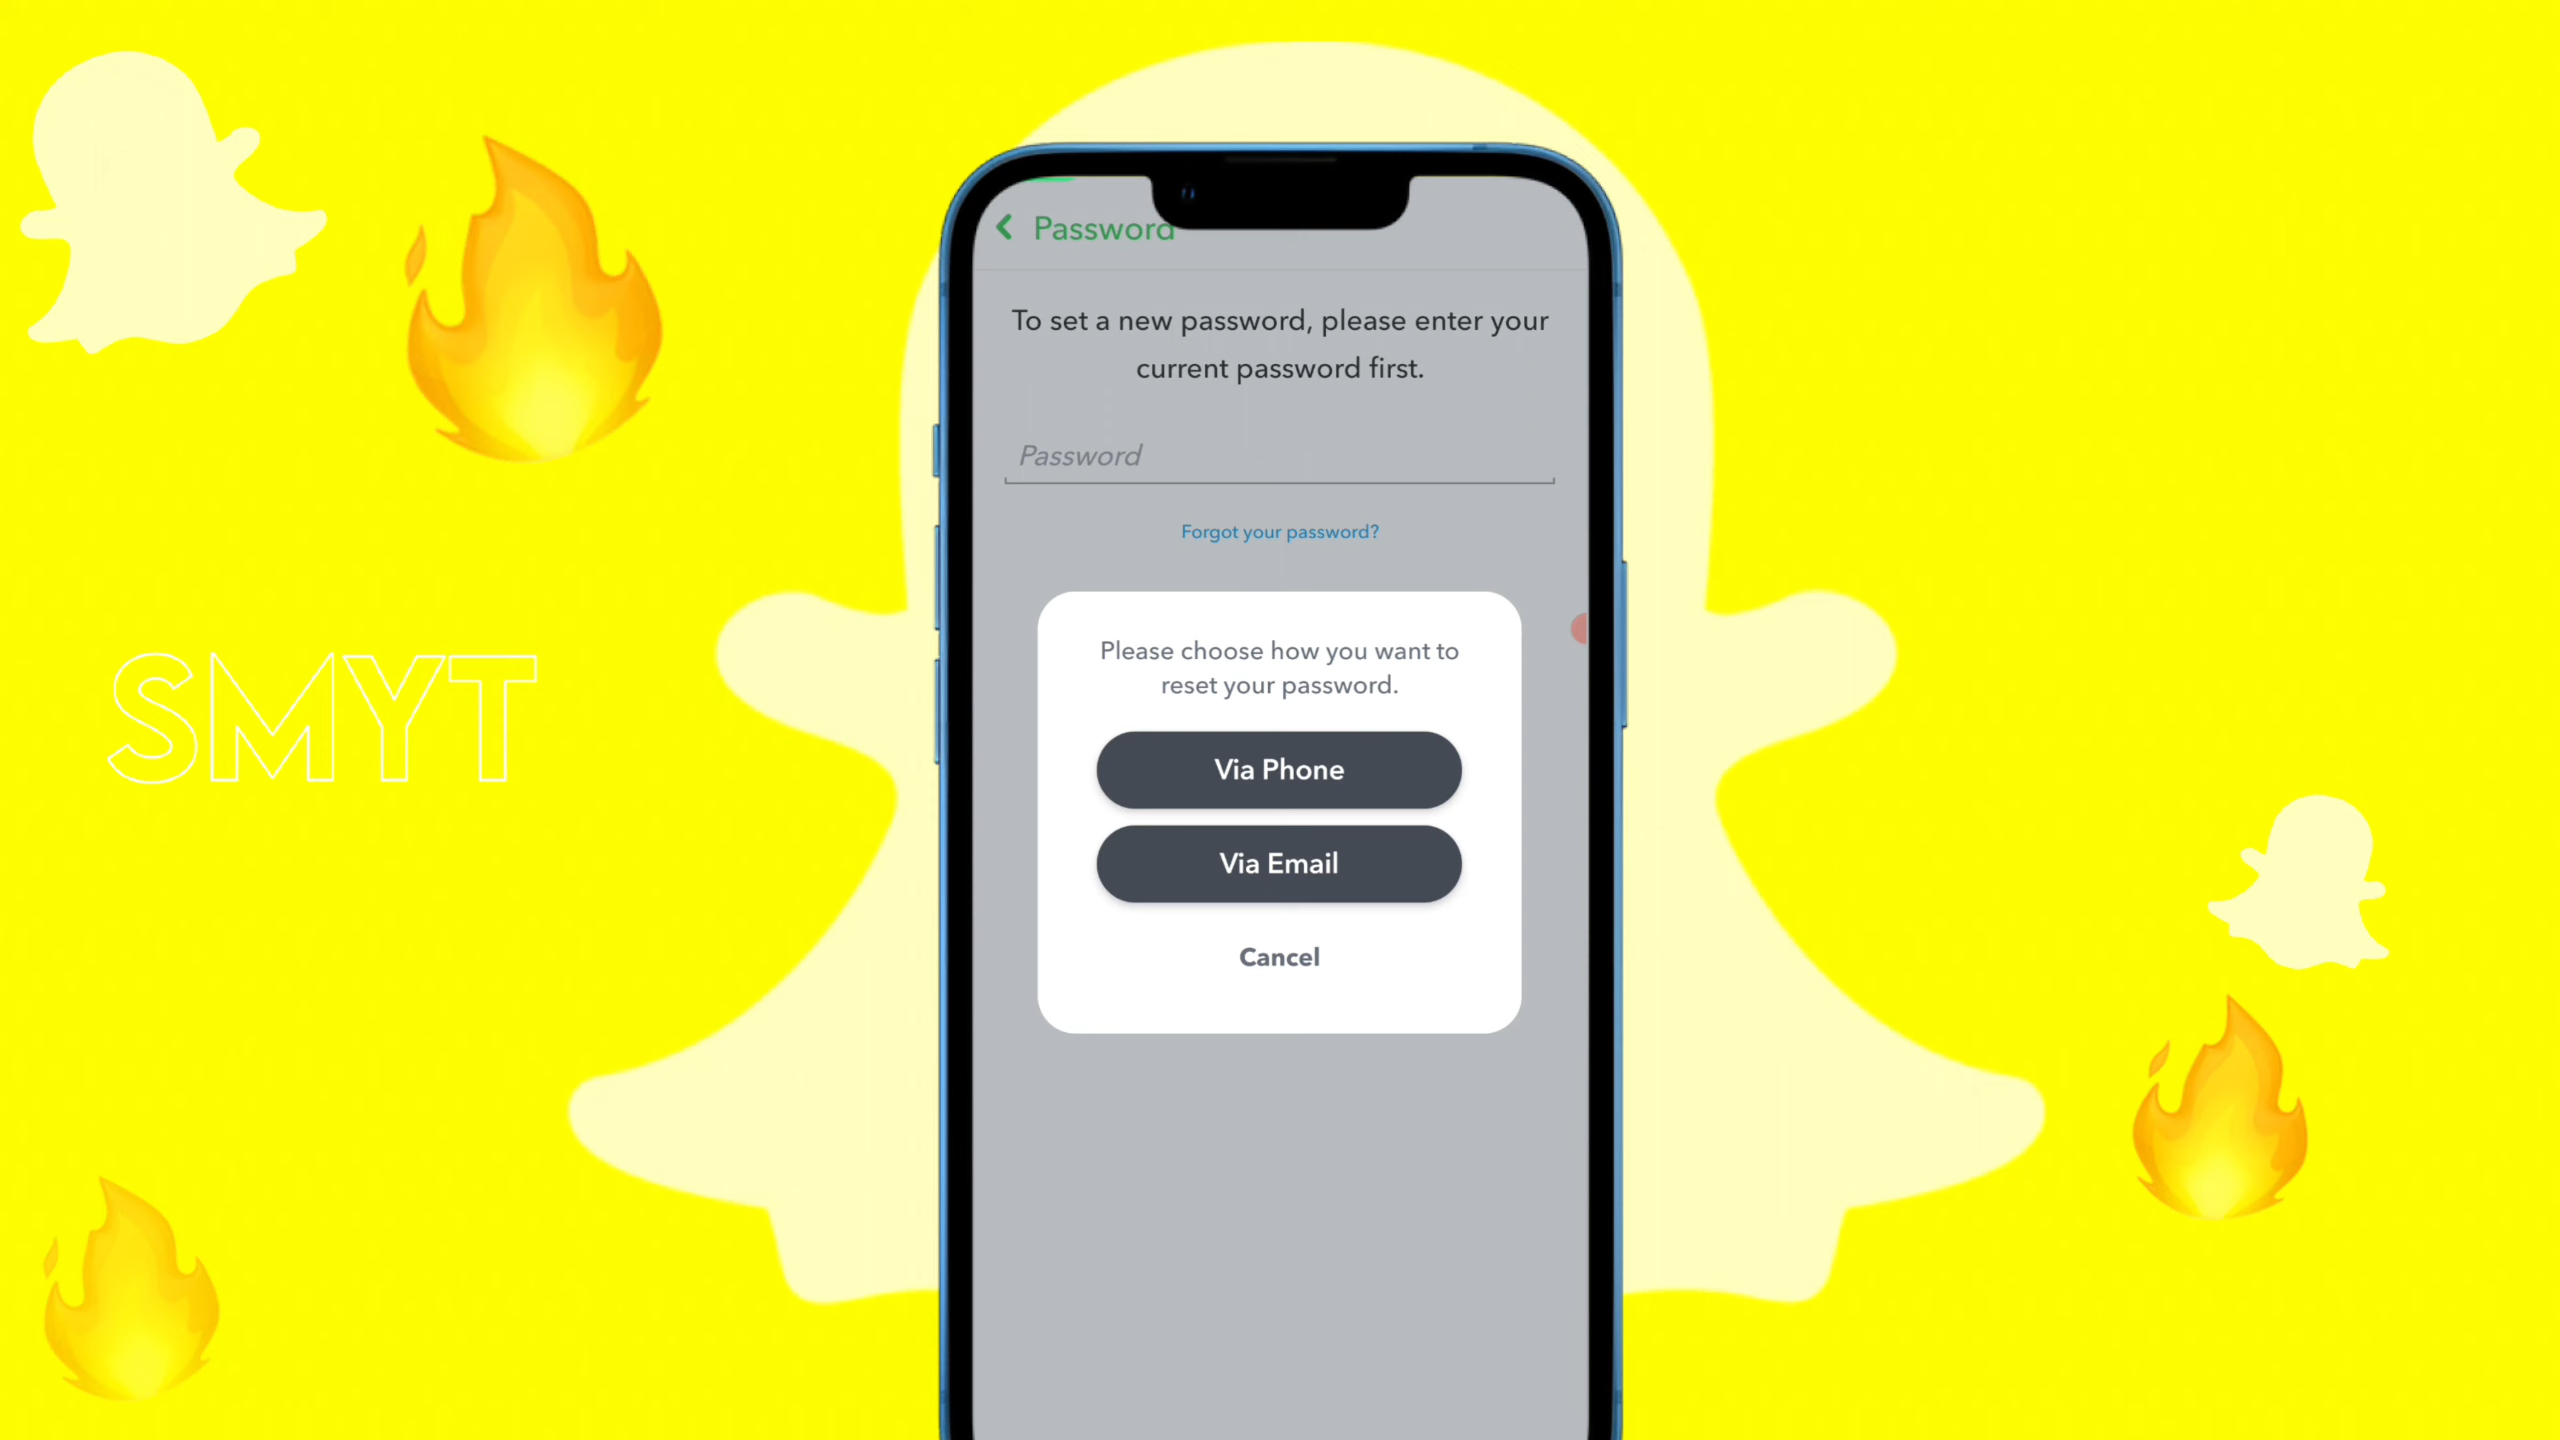 Password
To set a new password, please enter your
current password first.
Password
Forgot your password?
Please choose how you want to
reset your password.
Via Phone
Via Email
Cancel
SMYT